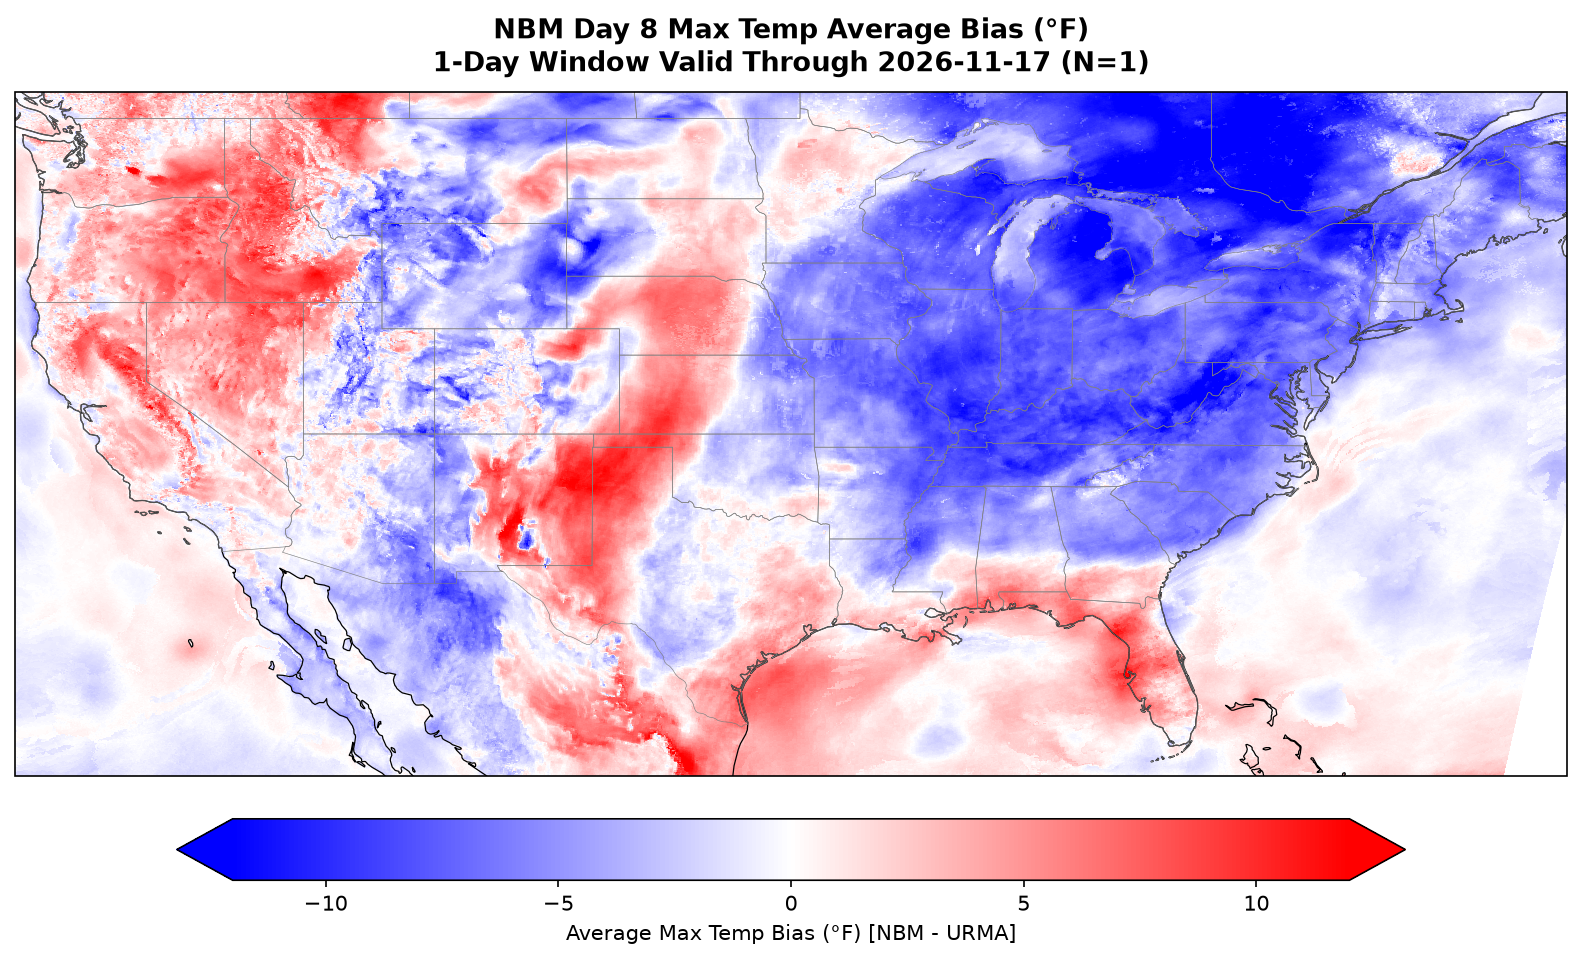 NBM Day 8 Max Temp Average Bias (°F)
1-Day Window Valid Through 2026-11-17 (N=1)
−10 −5 0 5 10
Average Max Temp Bias (°F) [NBM - URMA]